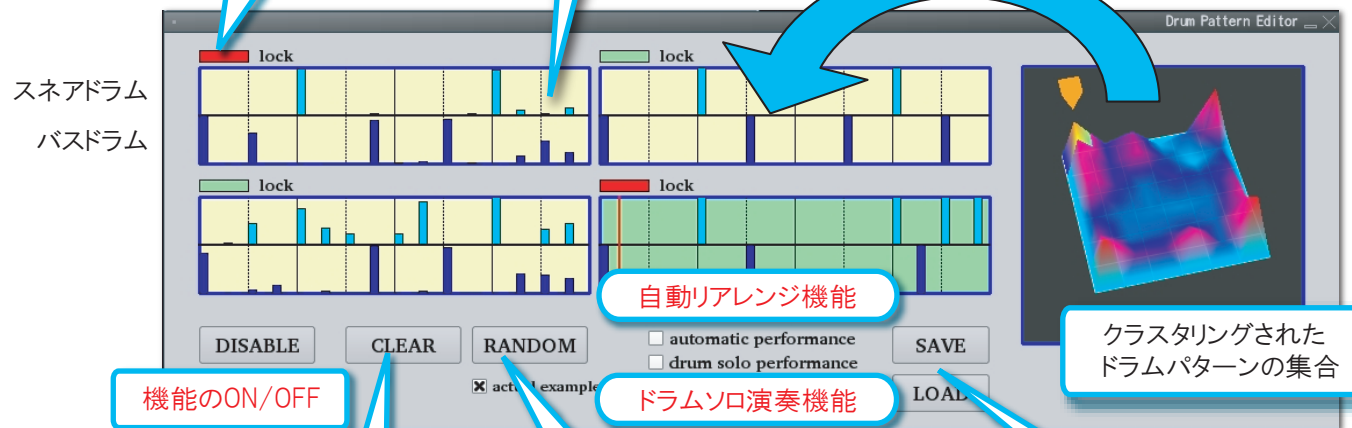 Drum Pattern Editor
lock
lock
スネアドラム
バスドラム
lock
lock
自動リアレンジ機能
DISABLE
CLEAR
RANDOM
automatic performance
drum solo performance
SAVE
クラスタリングされた
ドラムパターンの集合
機能のON/OFF
example
ドラムソロ演奏機能